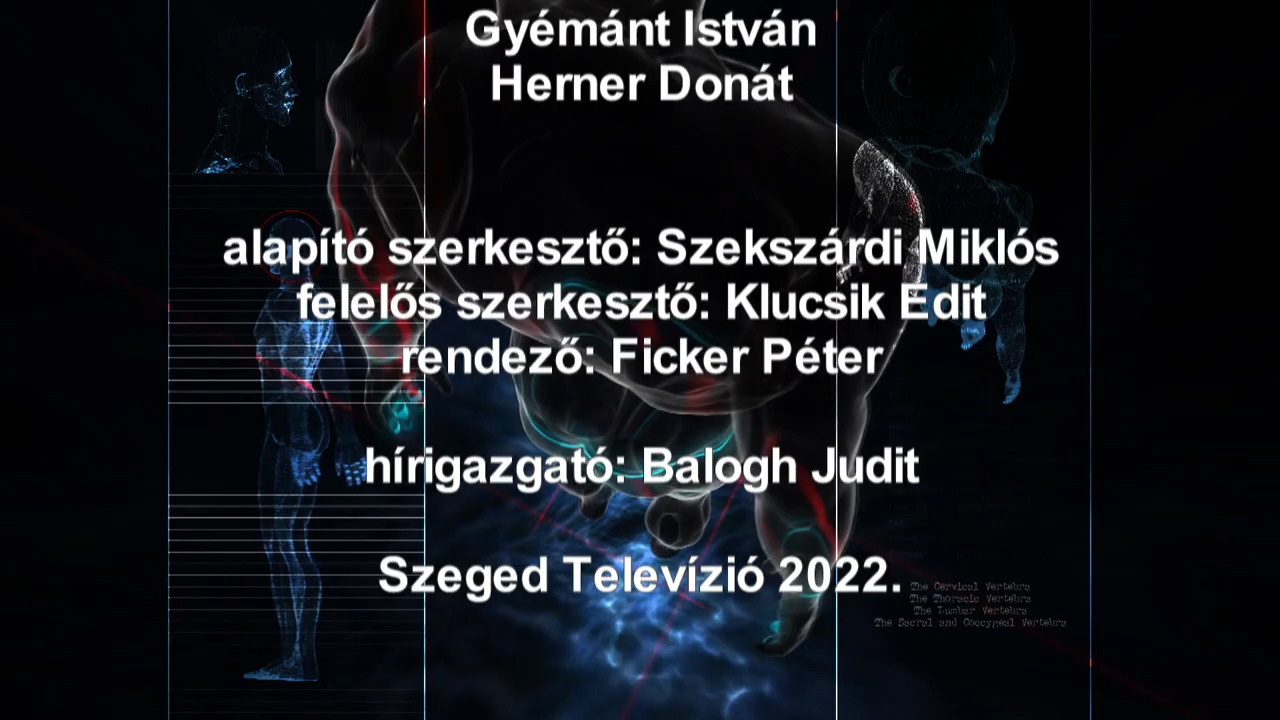 Gyémánt István
Herner Donát
alapító szerkesztő: Szekszárdi Miklós
felelős szerkesztő: Klucsik Edit
rendező: Ficker Péter
hírigazgató: Balogh Judit
Szeged Televízió 2022.
The Cervical Vertebra
The Thoracic Vertebra
The Lumbar Vertebra
The Sacral and Coccygeal Vertebra